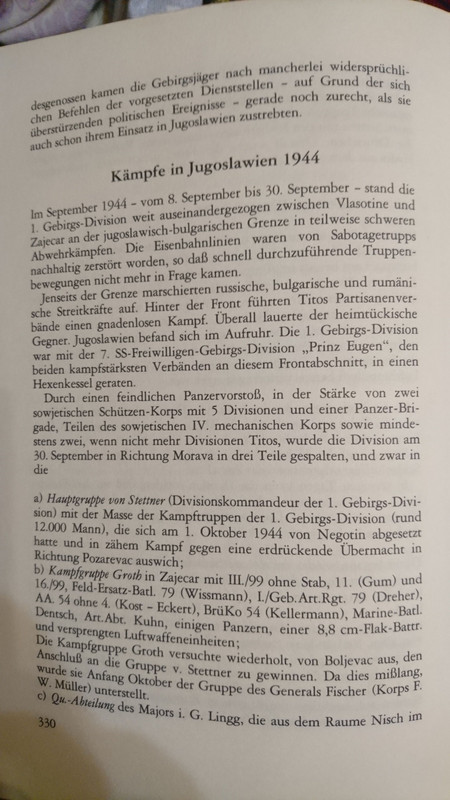 desgenossen kamen die Gebirgsjäger nach mancherlei widersprüchli-
chen Befehlen der vorgesetzten Dienststellen – auf Grund der sich
überstürzenden politischen Ereignisse – gerade noch zurecht, als sie
auch schon ihrem Einsatz in Jugoslawien zustrebten.
Kämpfe in Jugoslawien 1944
Im September 1944 – vom 8. September bis 30. September – stand die
1. Gebirgs-Division weit auseinandergezogen zwischen Vlasotine und
Zajecar an der jugoslawisch-bulgarischen Grenze in teilweise schweren
Abwehrkämpfen. Die Eisenbahnlinien waren von Sabotagetrupps
nachhaltig zerstört worden, so daß schnell durchzuführende Truppen-
bewegungen nicht mehr in Frage kamen.
Jenseits der Grenze marschierten russische, bulgarische und rumäni-
sche Streitkräfte auf. Hinter der Front führten Titos Partisanenver-
bände einen gnadenlosen Kampf. Überall lauerte der heimtückische
Gegner. Jugoslawien befand sich im Aufruhr. Die 1. Gebirgs-Division
war mit der 7. SS-Freiwilligen-Gebirgs-Division „Prinz Eugen“, den
beiden kampfstärksten Verbänden an diesem Frontabschnitt, in einen
Hexenkessel geraten.
Durch einen feindlichen Panzervorstoß, in der Stärke von zwei
sowjetischen Schützen-Korps mit 5 Divisionen und einer Panzer-Bri-
gade, Teilen des sowjetischen IV. mechanischen Korps sowie minde-
stens zwei, wenn nicht mehr Divisionen Titos, wurde die Division am
30. September in Richtung Morava in drei Teile gespalten, und zwar in
die
a) Hauptgruppe von Stettner (Divisionskommandeur der 1. Gebirgs-Divi-
sion) mit der Masse der Kampftruppen der 1. Gebirgs-Division (rund
12.000 Mann), die sich am 1. Oktober 1944 von Negotin abgesetzt
hatte und in zähem Kampf gegen eine erdrückende Übermacht in
Richtung Pozarevac auswich;
b) Kampfgruppe Groth in Zajecar mit III./99 ohne Stab, 11. (Gum) und
16./99, Feld-Ersatz-Batl. 79 (Wissmann), I./Geb.Art.Rgt. 79 (Dreher),
AA. 54 ohne 4. (Kost – Eckert), BrüKo 54 (Kellermann), Marine-Batl.
Dentsch, Art.Abt. Kuhn, einigen Panzern, einer 8,8 cm-Flak-Battr.
und versprengten Luftwaffeneinheiten;
Die Kampfgruppe Groth versuchte wiederholt, von Boljevac aus, den
Anschluß an die Gruppe v. Stettner zu gewinnen. Da dies mißlang,
wurde sie Anfang Oktober der Gruppe des Generals Fischer (Korps F.
W. Müller) unterstellt.
c) Qu.-Abteilung des Majors i. G. Lingg, die aus dem Raume Nisch im
330